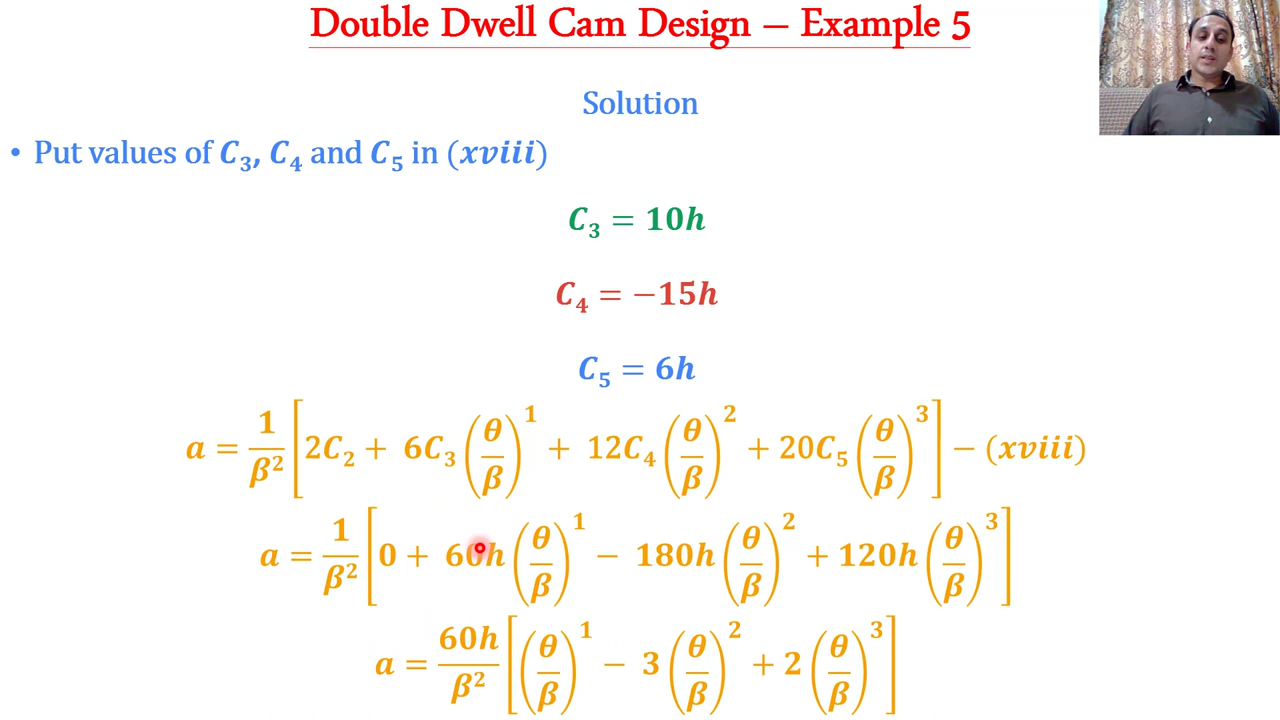 Double Dwell Cam Design – Example 5
Solution
• Put values of C₃, C₄ and C₅ in (xviii)
C₃ = 10h
C₄ = −15h
C₅ = 6h
a = 1/β² [2C₂ + 6C₃ (θ/β)¹ + 12C₄ (θ/β)² + 20C₅ (θ/β)³] − (xviii)
a = 1/β² [0 + 60h (θ/β)¹ − 180h (θ/β)² + 120h (θ/β)³]
a = 60h/β² [(θ/β)¹ − 3 (θ/β)² + 2 (θ/β)³]